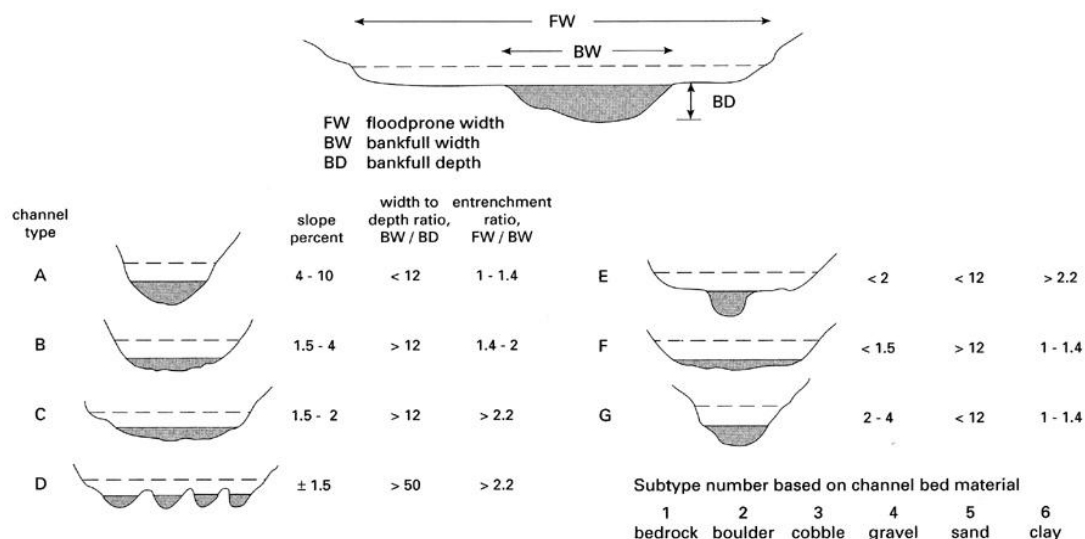 FW
BW
BD
FW floodprone width
BW bankfull width
BD bankfull depth
channel type
slope percent
width to depth ratio, BW / BD
entrenchment ratio, FW / BW
A 4 - 10 < 12 1 - 1.4
B 1.5 - 4 > 12 1.4 - 2
C 1.5 - 2 > 12 > 2.2
D ± 1.5 > 50 > 2.2
E < 2 < 12 > 2.2
F < 1.5 > 12 1 - 1.4
G 2 - 4 < 12 1 - 1.4
Subtype number based on channel bed material
1 2 3 4 5 6
bedrock boulder cobble gravel sand clay